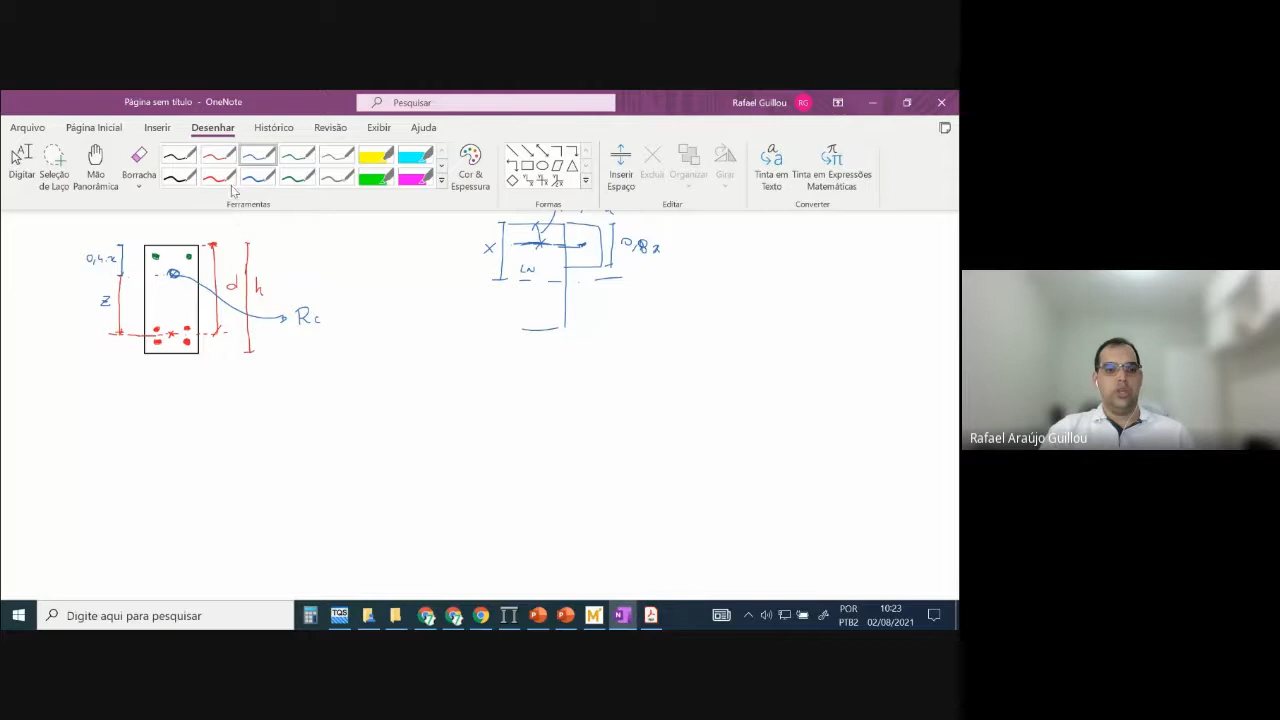 Página sem título - OneNote
Pesquisar
Rafael Guillou
RG
Arquivo
Página Inicial
Inserir
Desenhar
Histórico
Revisão
Exibir
Ajuda
Digitar
Seleção de Laço
Mão Panorâmica
Borracha
Cor & Espessura
Inserir Espaço
Excluir
Organizar
Girar
Tinta em Texto
Tinta em Expressões Matemáticas
Ferramentas
Formas
Editar
Converter
0,4.x
z
d
h
Rc
x
LN
0,8x
Rafael Araújo Guillou
Digite aqui para pesquisar
TQS
POR
PTB2
10:23
02/08/2021